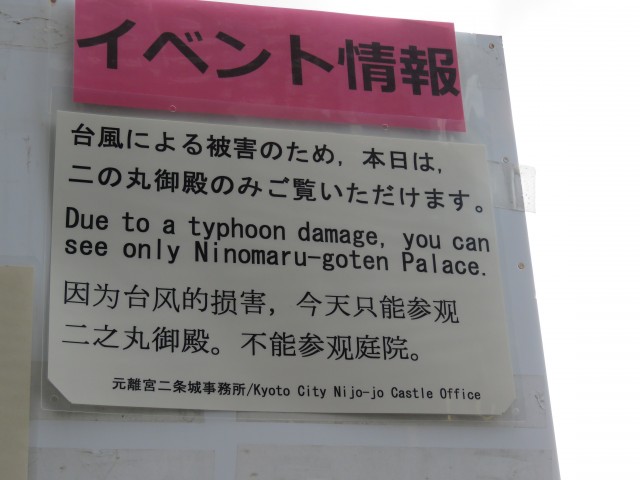 イベント情報
台風による被害のため，本日は，
二の丸御殿のみご覧いただけます。
Due to a typhoon damage, you can
see only Ninomaru-goten Palace.
因为台风的损害，今天只能参观
二之丸御殿。不能参观庭院。
元離宮二条城事務所/Kyoto City Nijo-jo Castle Office